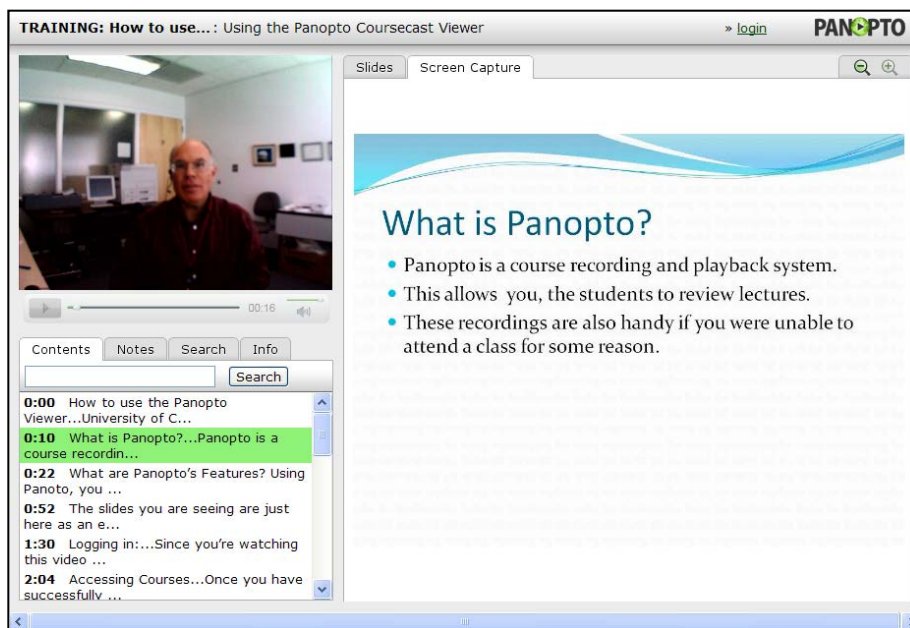 TRAINING: How to use... : Using the Panopto Coursecast Viewer
» login
PANOPTO
Slides
Screen Capture
What is Panopto?
• Panopto is a course recording and playback system.
• This allows you, the students to review lectures.
• These recordings are also handy if you were unable to
attend a class for some reason.
00:16
Contents
Notes
Search
Info
Search
0:00 How to use the Panopto
Viewer...University of C...
0:10 What is Panopto?...Panopto is a
course recordin...
0:22 What are Panopto's Features? Using
Panoto, you ...
0:52 The slides you are seeing are just
here as an e...
1:30 Logging in:...Since you're watching
this video ...
2:04 Accessing Courses...Once you have
successfully ...